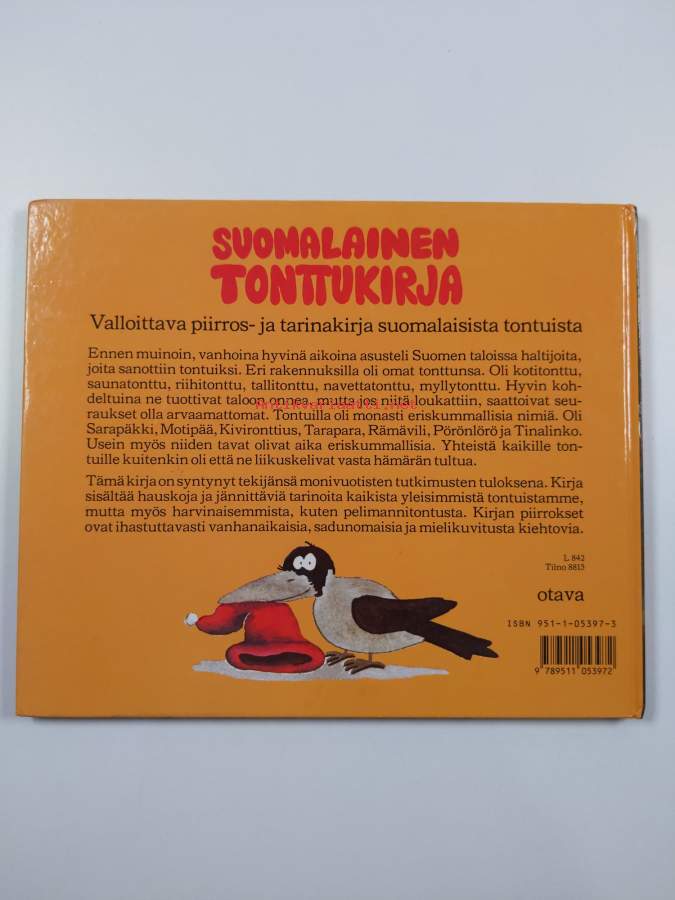 SUOMALAINEN
TONTTUKIRJA
Valloittava piirros- ja tarinakirja suomalaisista tontuista
Ennen muinoin, vanhoina hyvinä aikoina asusteli Suomen taloissa haltijoita,
joita sanottiin tontuiksi. Eri rakennuksilla oli omat tonttunsa. Oli kotitonttu,
saunatonttu, riihitonttu, tallitonttu, navettatonttu, myllytonttu. Hyvin koh-
deltuina ne tuottivat taloon onnea, mutta jos niitä loukattiin, saattoivat seu-
raukset olla arvaamattomat. Tontuilla oli monasti eriskummallisia nimiä. Oli
Sarapäkki, Motipää, Kivironttius, Tarapara, Rämävili, Pörönlörö ja Tinalinko.
Usein myös niiden tavat olivat aika eriskummallisia. Yhteistä kaikille ton-
tuille kuitenkin oli että ne liikuskelivat vasta hämärän tultua.
Tämä kirja on syntynyt tekijänsä monivuotisten tutkimusten tuloksena. Kirja
sisältää hauskoja ja jännittäviä tarinoita kaikista yleisimmistä tontuistamme,
mutta myös harvinaisemmista, kuten pelimannitontusta. Kirjan piirrokset
ovat ihastuttavasti vanhanaikaisia, sadunomaisia ja mielikuvitusta kiehtovia.
L. 842
Tilno 8813
otava
ISBN 951-1-05397-3
9 789511 053972
antikvariaatti.net